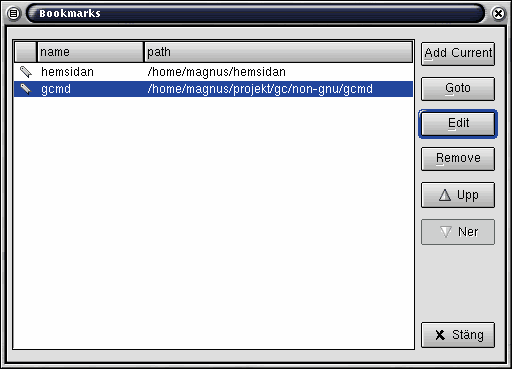 Bookmarks
name path
hemsidan /home/magnus/hemsidan
gcmd /home/magnus/projekt/gc/non-gnu/gcmd
Add Current
Goto
Edit
Remove
Upp
Ner
Stäng